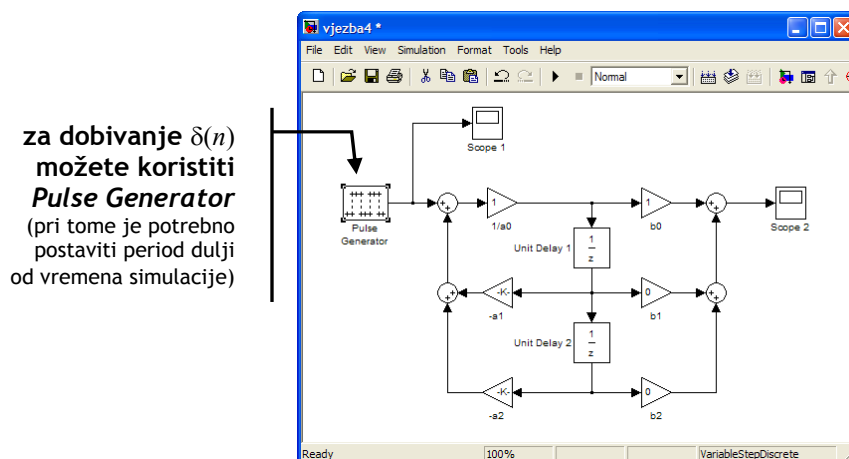 vjezba4 *
File Edit View Simulation Format Tools Help
Normal
za dobivanje δ(n)
možete koristiti
Pulse Generator
(pri tome je potrebno
postaviti period dulji
od vremena simulacije)
Scope 1
Pulse
Generator
+
+
1
1/a0
1
b0
+
+
Scope 2
Unit Delay 1
1
z
+
+
-K-
-a1
0
b1
+
+
Unit Delay 2
1
z
-K-
-a2
0
b2
Ready 100% VariableStepDiscrete